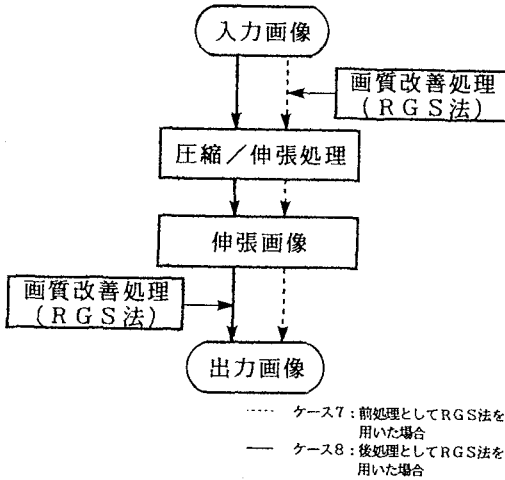 入力画像
画質改善処理
(RGS法)
圧縮/伸張処理
伸張画像
画質改善処理
(RGS法)
出力画像
ケース7:前処理としてRGS法を
用いた場合
ケース8:後処理としてRGS法を
用いた場合